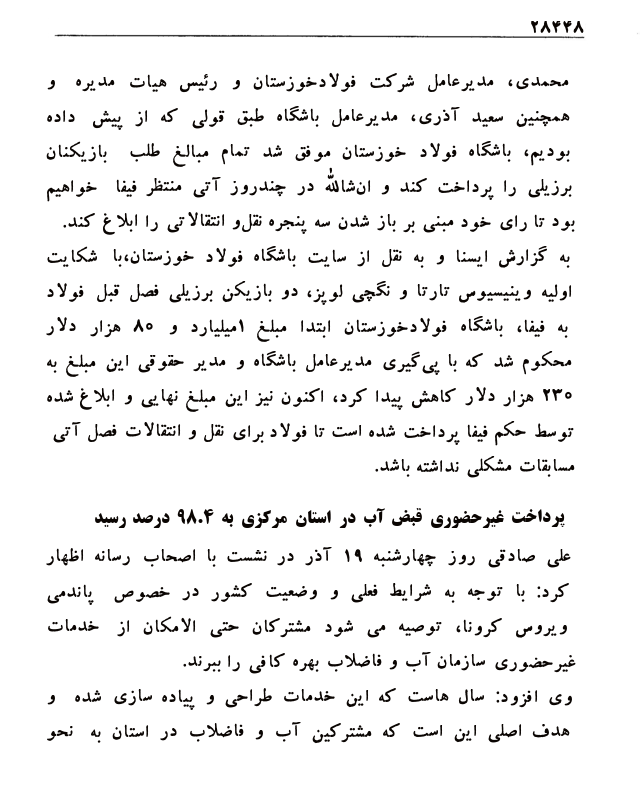 ۲۸۴۴۸
محمدی، مدیرعامل شرکت فولادخوزستان و رئیس هیات مدیره و
همچنین سعید آذری، مدیرعامل باشگاه طبق قولی که از پیش داده
بودیم، باشگاه فولاد خوزستان موفق شد تمام مبالغ طلب بازیکنان
برزیلی را پرداخت کند و ان‌شالله در چندروز آتی منتظر فیفا خواهیم
بود تا رای خود مبنی بر باز شدن سه پنجره نقل‌و انتقالاتی را ابلاغ کند.
به گزارش ایسنا و به نقل از سایت باشگاه فولاد خوزستان،با شکایت
اولیه وینیسیوس تارتا و نگچی لوپز، دو بازیکن برزیلی فصل قبل فولاد
به فیفا، باشگاه فولادخوزستان ابتدا مبلغ ۱میلیارد و ۸۰ هزار دلار
محکوم شد که با پی‌گیری مدیرعامل باشگاه و مدیر حقوقی این مبلغ به
۲۳۰ هزار دلار کاهش پیدا کرد، اکنون نیز این مبلغ نهایی و ابلاغ شده
توسط حکم فیفا پرداخت شده است تا فولاد برای نقل و انتقالات فصل آتی
مسابقات مشکلی نداشته باشد.
پرداخت غیرحضوری قبض آب در استان مرکزی به ۹۸.۴ درصد رسید
علی صادقی روز چهارشنبه ۱۹ آذر در نشست با اصحاب رسانه اظهار
کرد: با توجه به شرایط فعلی و وضعیت کشور در خصوص پاندمی
ویروس کرونا، توصیه می شود مشترکان حتی الامکان از خدمات
غیرحضوری سازمان آب و فاضلاب بهره کافی را ببرند.
وی افزود: سال هاست که این خدمات طراحی و پیاده سازی شده و
هدف اصلی این است که مشترکین آب و فاضلاب در استان به نحو